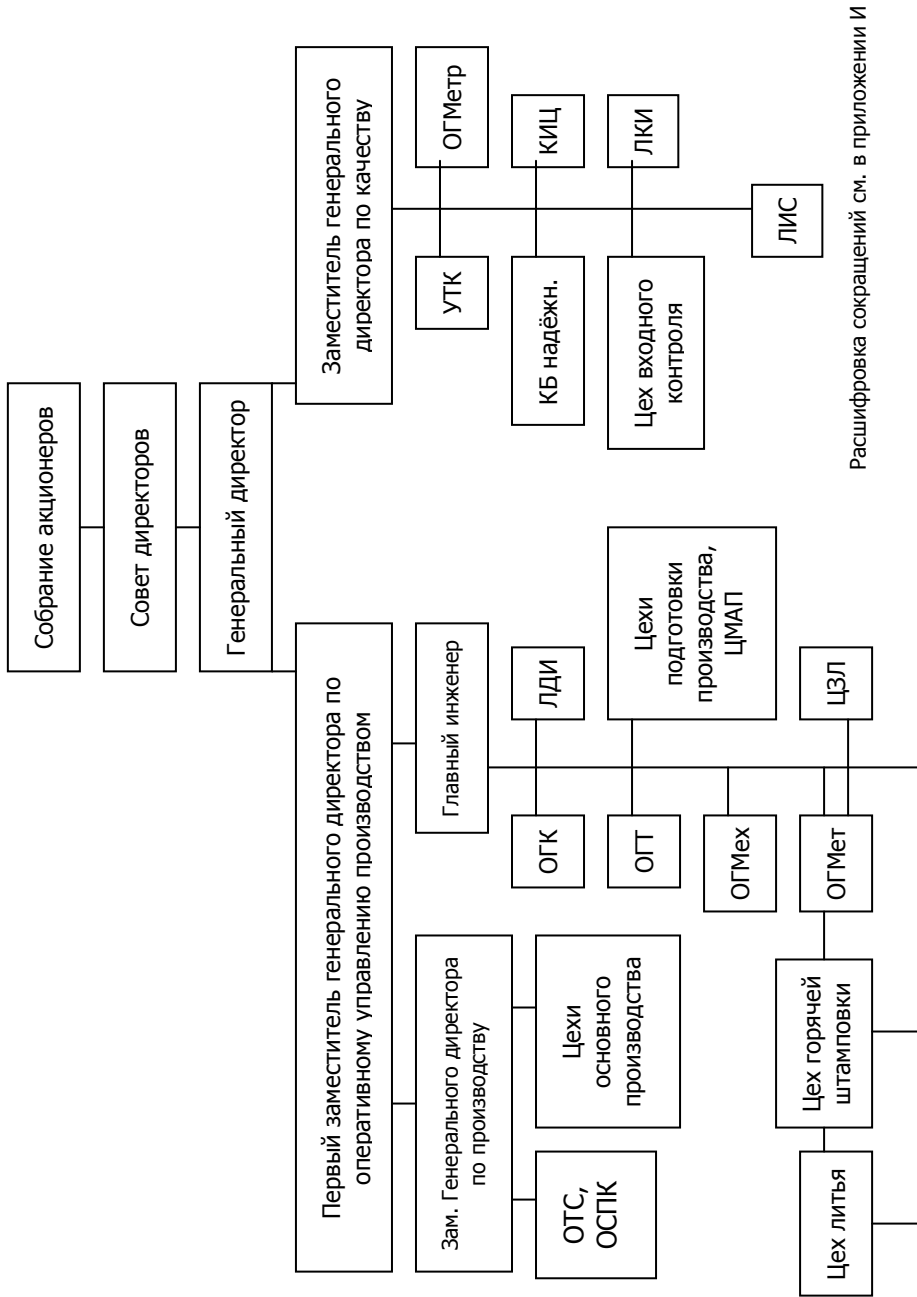 Собрание акционеров
Совет директоров
Генеральный директор
Первый заместитель генерального директора по
оперативному управлению производством
Заместитель генерального
директора по качеству
Зам. Генерального директора
по производству
Главный инженер
УТК
ОГМетр
ОТС,
ОСПК
Цехи
основного
производства
ОГК
ЛДИ
КБ надёжн.
КИЦ
ОГТ
Цехи
подготовки
производства,
ЦМАП
Цех входного
контроля
ЛКИ
ОГМех
ЛИС
Цех литья
Цех горячей
штамповки
ОГМет
ЦЗЛ
Расшифровка сокращений см. в приложении И